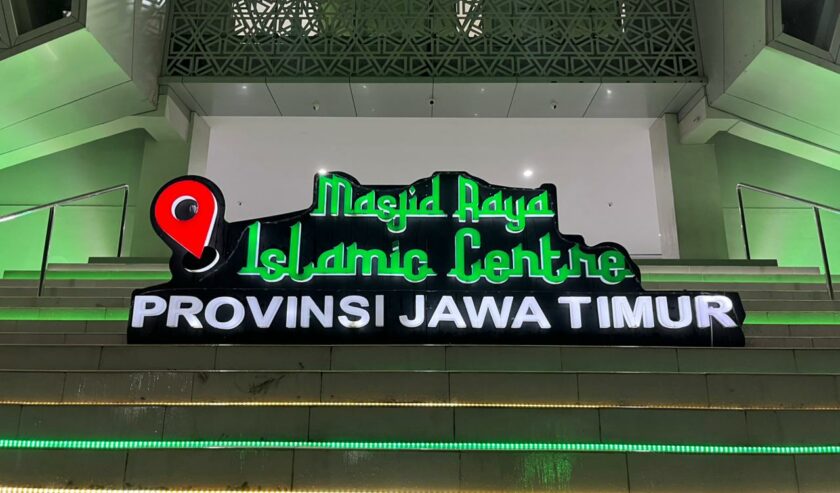 Masjid Raya
Islamic Centre
PROVINSI JAWA TIMUR